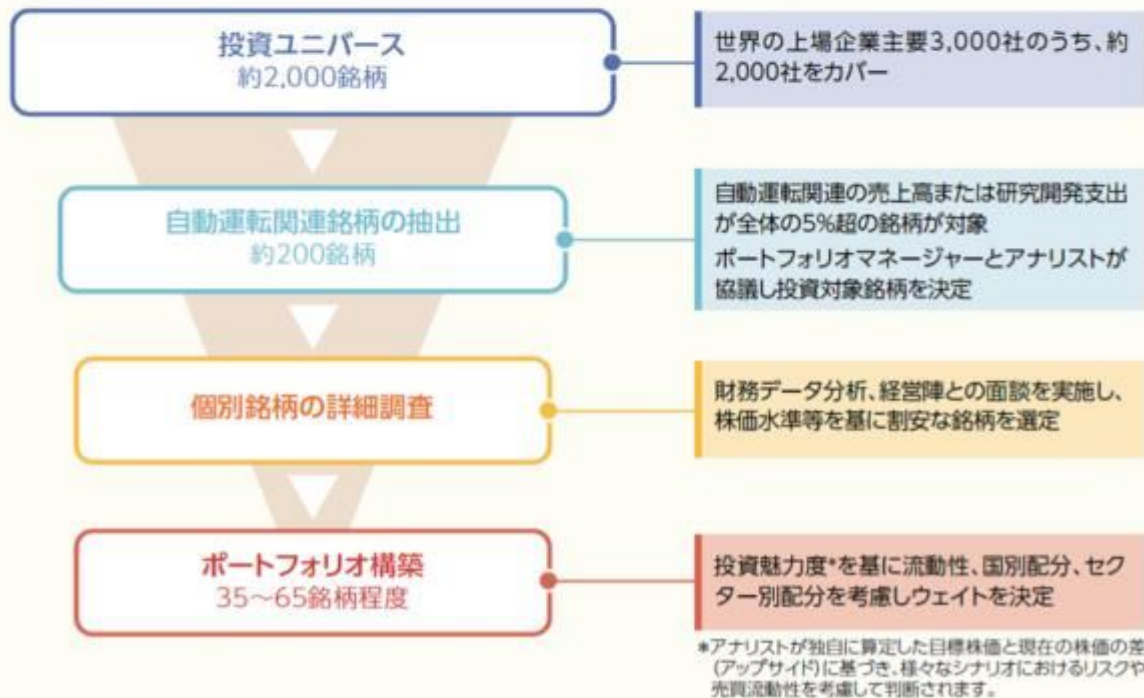 投資ユニバース
約2,000銘柄
世界の上場企業主要3,000社のうち、約
2,000社をカバー
自動運転関連銘柄の抽出
約200銘柄
自動運転関連の売上高または研究開発支出
が全体の5%超の銘柄が対象
ポートフォリオマネージャーとアナリストが
協議し投資対象銘柄を決定
個別銘柄の詳細調査
財務データ分析、経営陣との面談を実施し、
株価水準等を基に割安な銘柄を選定
ポートフォリオ構築
35～65銘柄程度
投資魅力度*を基に流動性、国別配分、セク
ター別配分を考慮しウェイトを決定
*アナリストが独自に算定した目標株価と現在の株価の差
(アップサイド)に基づき、様々なシナリオにおけるリスクや
売買流動性を考慮して判断されます。